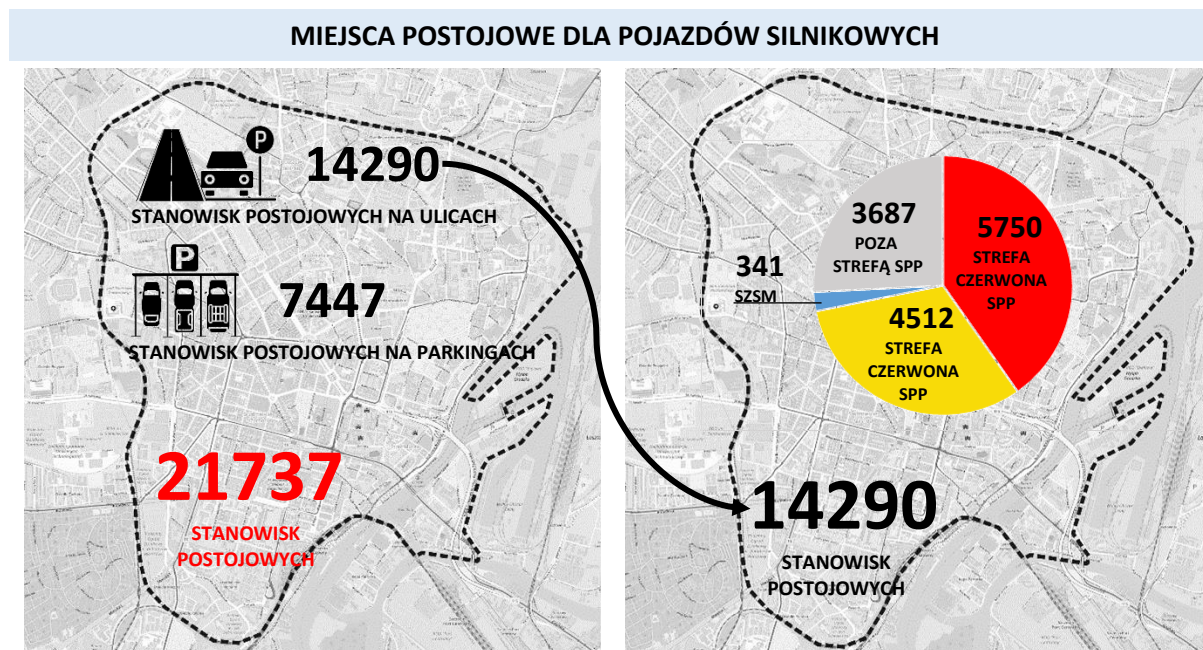 MIEJSCA POSTOJOWE DLA POJAZDÓW SILNIKOWYCH
P
14290
STANOWISK POSTOJOWYCH NA ULICACH
P
7447
STANOWISK POSTOJOWYCH NA PARKINGACH
21737
STANOWISK
POSTOJOWYCH
3687
POZA
STREFĄ SPP
5750
STREFA
CZERWONA
SPP
341
SZSM
4512
STREFA
CZERWONA
SPP
14290
STANOWISK
POSTOJOWYCH